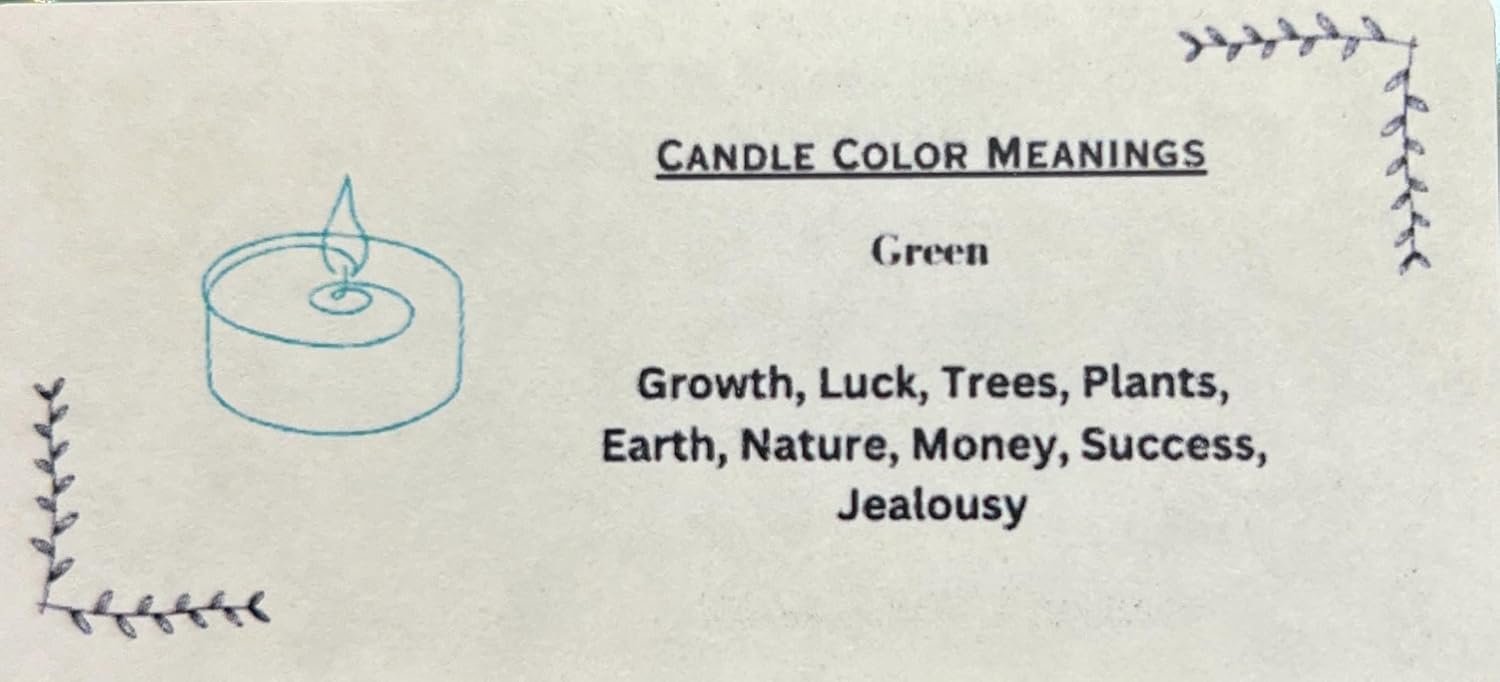 CANDLE COLOR MEANINGS
Green
Growth, Luck, Trees, Plants,
Earth, Nature, Money, Success,
Jealousy